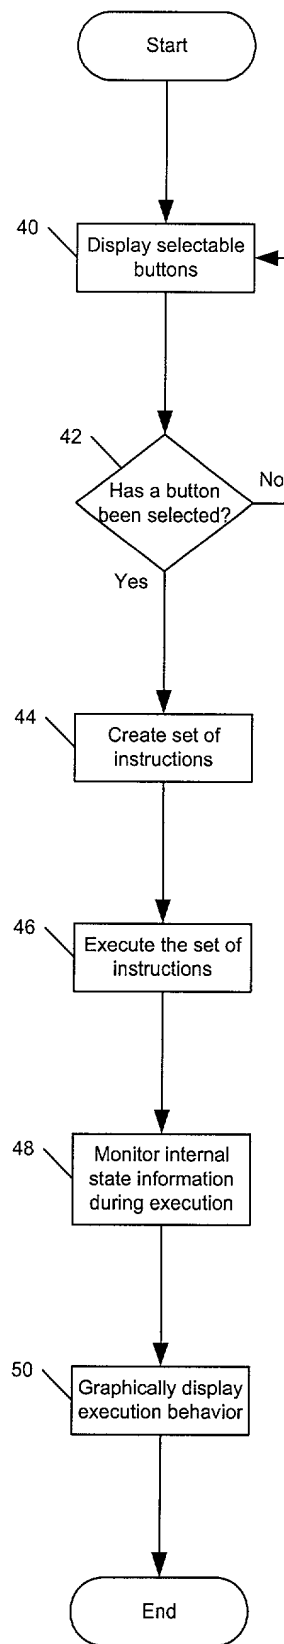 Start
40
Display selectable
buttons
42
Has a button
been selected?
No
Yes
44
Create set of
instructions
46
Execute the set of
instructions
48
Monitor internal
state information
during execution
50
Graphically display
execution behavior
End